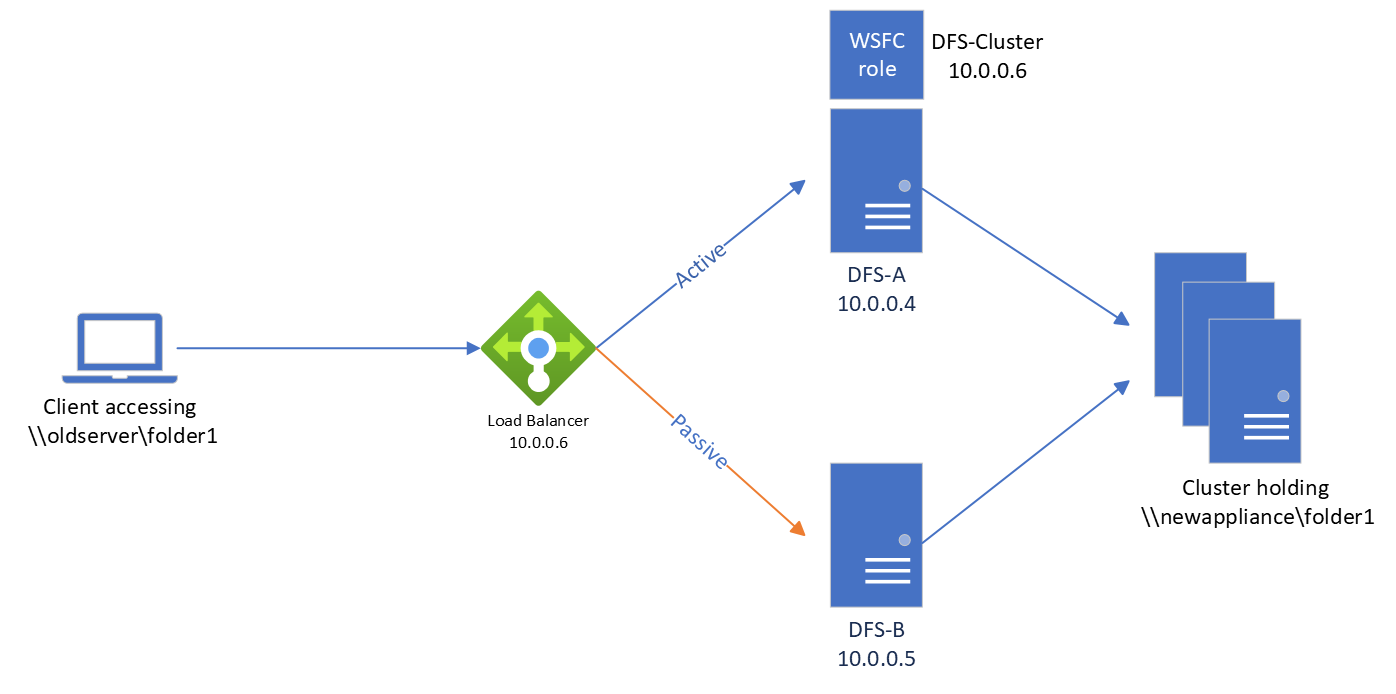 WSFC
role
DFS-Cluster
10.0.0.6
Active
DFS-A
10.0.0.4
Client accessing
\\oldserver\folder1
Load Balancer
10.0.0.6
Passive
Cluster holding
\\newappliance\folder1
DFS-B
10.0.0.5